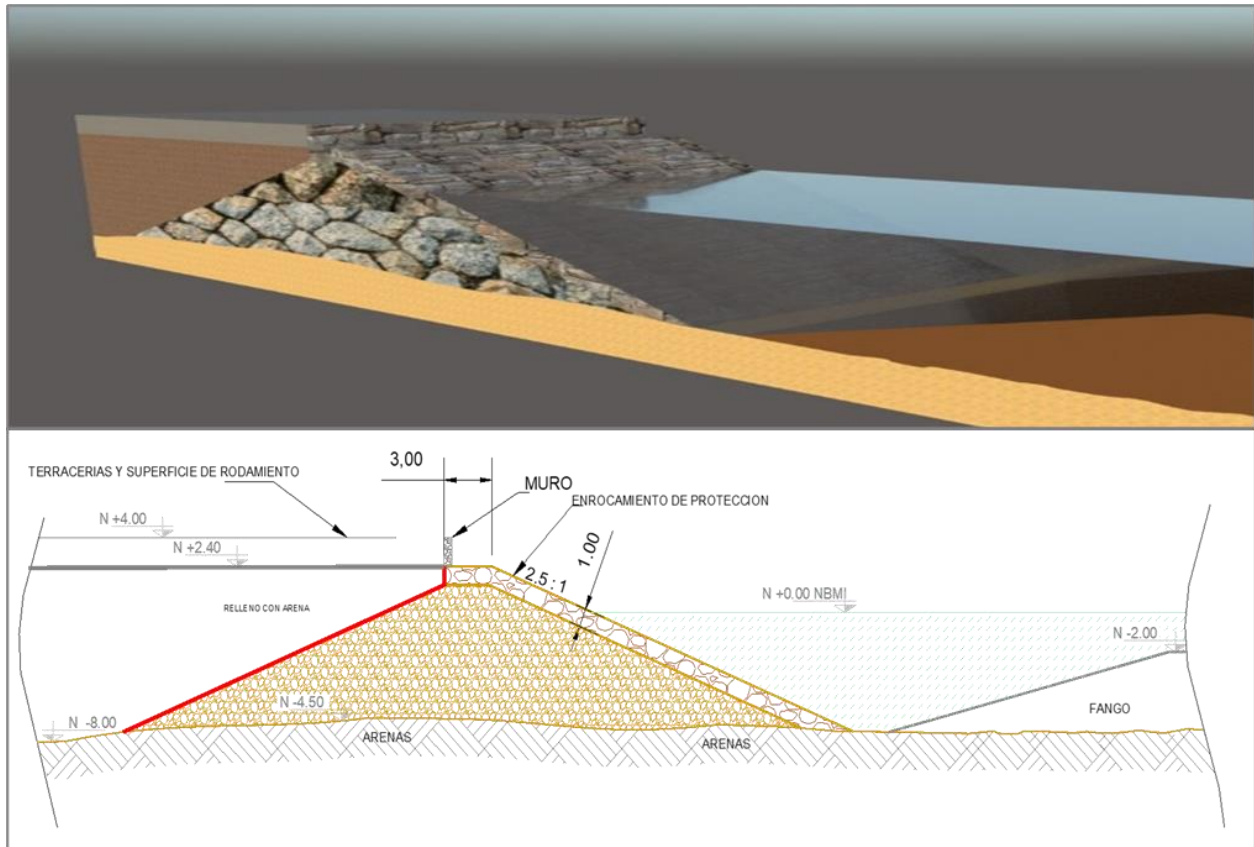 3,00
TERRACERIAS Y SUPERFICIE DE RODAMIENTO
MURO
ENROCAMIENTO DE PROTECCION
N +4.00
1.00
N +2.40
2.5 : 1
N +0.00 NBMI
RELLENO CON ARENA
N -2.00
N -4.50
FANGO
N -8.00
ARENAS
ARENAS